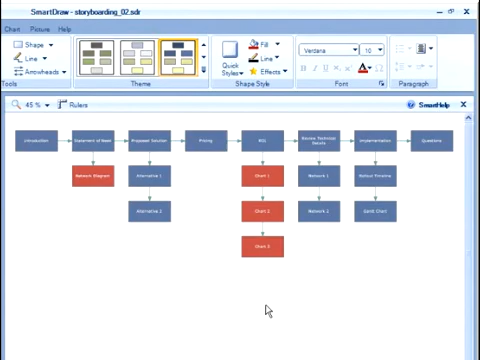 SmartDraw - storyboarding_02.sdr
Chart Picture Help
Shape Fill Verdana 10
Line Line
Arrowheads Quick Styles Effects
Tools Theme Shape Style Font Paragraph
45 % Rulers SmartHelp
Introduction Statement of Need Proposed Solution Pricing ROI Review Technical Details Implementation Questions
Network Diagram Alternative 1 Chart 1 Network 1 Rollout Timeline
Alternative 2 Chart 2 Network 2 Gantt Chart
Chart 3